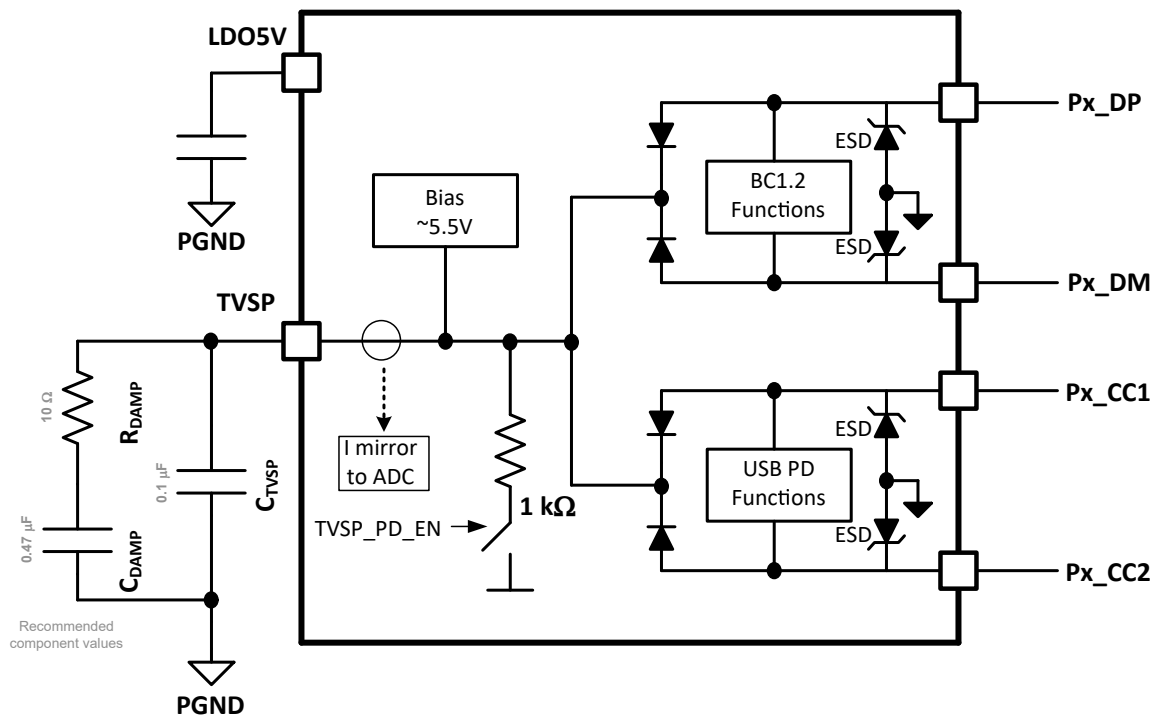 LDO5V
PGND
TVSP
10 Ω
RDAMP
0.1 µF
CTVSP
0.47 µF
CDAMP
Recommended
component values
PGND
Bias
~5.5V
I mirror
to ADC
TVSP_PD_EN
1 kΩ
BC1.2
Functions
ESD
ESD
Px_DP
Px_DM
USB PD
Functions
ESD
ESD
Px_CC1
Px_CC2